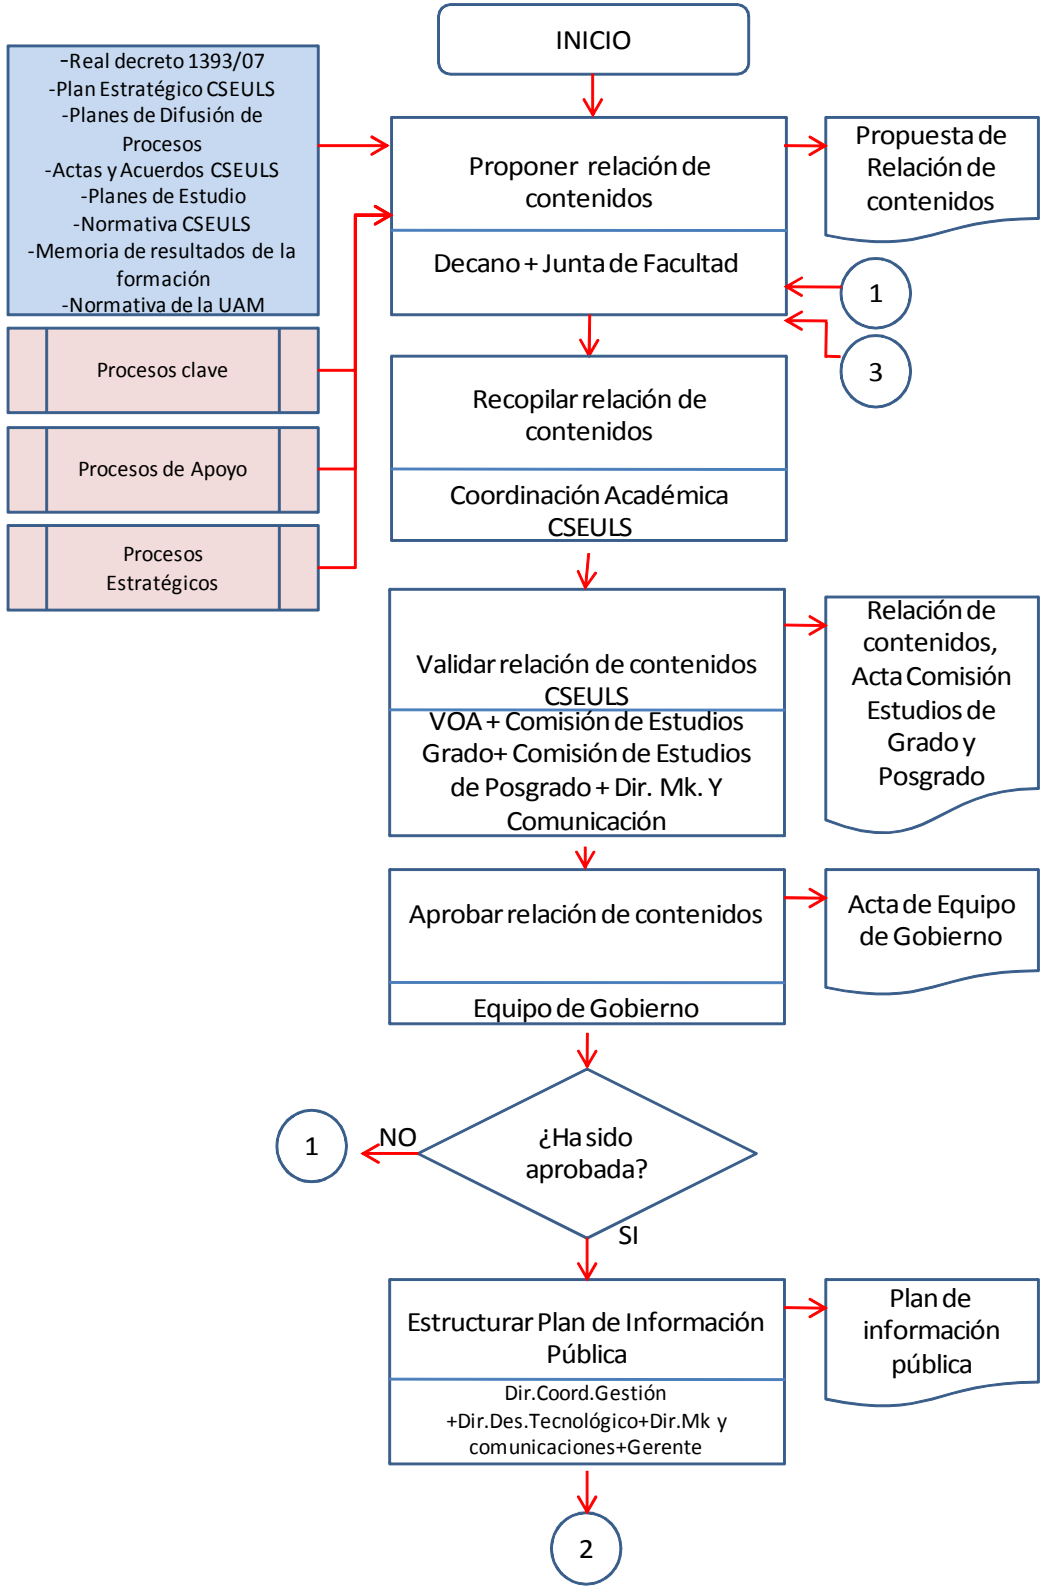 INICIO
-Real decreto 1393/07
-Plan Estratégico CSEULS
-Planes de Difusión de
Procesos
-Actas y Acuerdos CSEULS
-Planes de Estudio
-Normativa CSEULS
-Memoria de resultados de la
formación
-Normativa de la UAM
Proponer relación de
contenidos
Decano + Junta de Facultad
Propuesta de
Relación de
contenidos
1
3
Procesos clave
Procesos de Apoyo
Procesos
Estratégicos
Recopilar relación de
contenidos
Coordinación Académica
CSEULS
Validar relación de contenidos
CSEULS
VOA + Comisión de Estudios
Grado+ Comisión de Estudios
de Posgrado + Dir. Mk. Y
Comunicación
Relación de
contenidos,
Acta Comisión
Estudios de
Grado y
Posgrado
Aprobar relación de contenidos
Equipo de Gobierno
Acta de Equipo
de Gobierno
¿Ha sido
aprobada?
NO
1
SI
Estructurar Plan de Información
Pública
Dir.Coord.Gestión
+Dir.Des.Tecnológico+Dir.Mk y
comunicaciones+Gerente
Plan de
información
pública
2